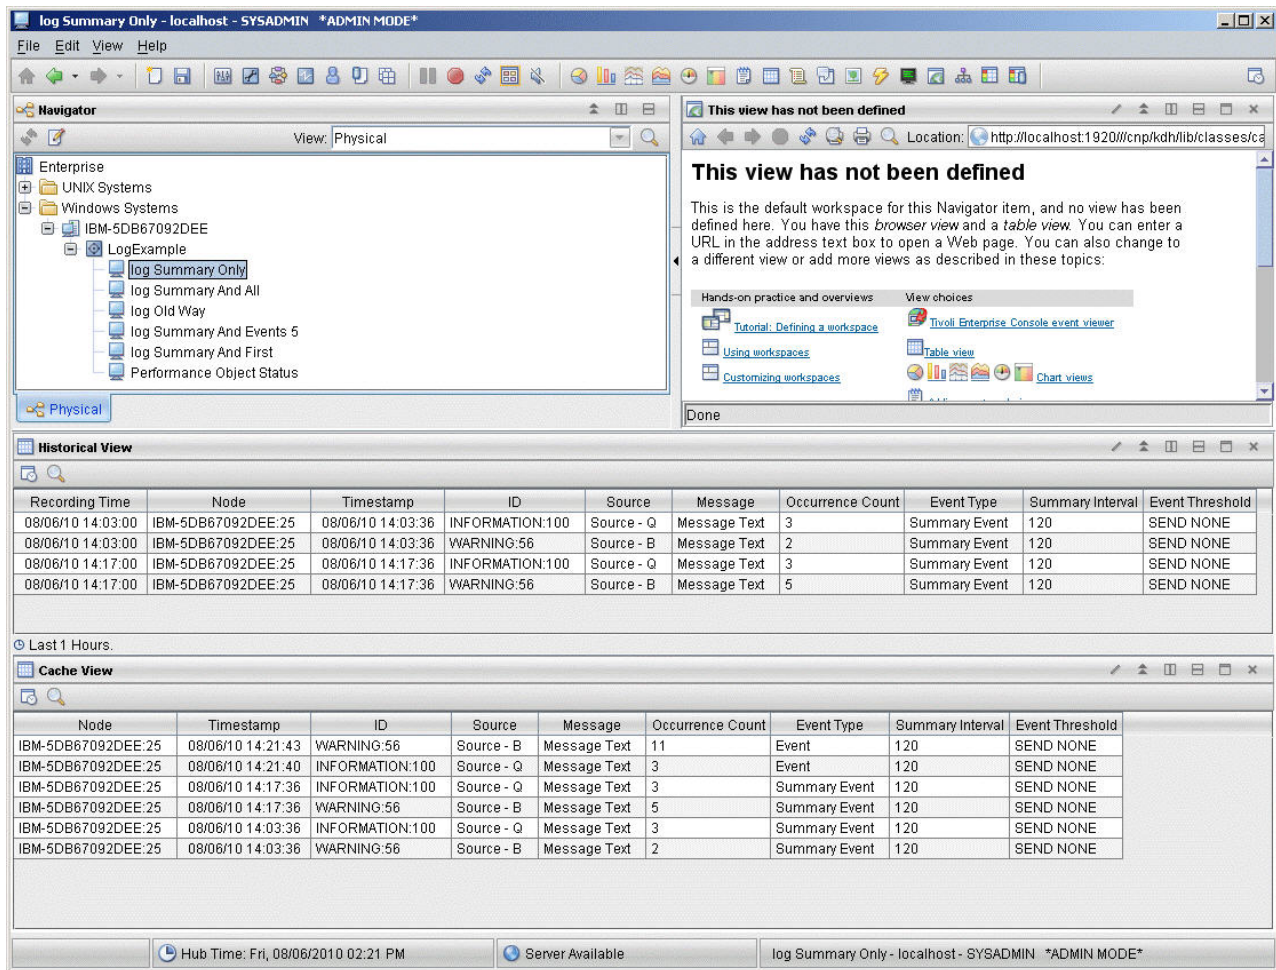 log Summary Only - localhost - SYSADMIN *ADMIN MODE*
File Edit View Help
Navigator
View: Physical
Enterprise
UNIX Systems
Windows Systems
IBM-5DB67092DEE
LogExample
log Summary Only
log Summary And All
log Old Way
log Summary And Events 5
log Summary And First
Performance Object Status
Physical
This view has not been defined
Location: http://localhost:1920///cnp/kdh/lib/classes/ca
This view has not been defined
This is the default workspace for this Navigator item, and no view has been
defined here. You have this browser view and a table view. You can enter a
URL in the address text box to open a Web page. You can also change to
a different view or add more views as described in these topics:
Hands-on practice and overviews View choices
Tutorial: Defining a workspace Tivoli Enterprise Console event viewer
Using workspaces Table view
Customizing workspaces Chart views
Done
Historical View
Recording Time Node Timestamp ID Source Message Occurrence Count Event Type Summary Interval Event Threshold
08/06/10 14:03:00 IBM-5DB67092DEE:25 08/06/10 14:03:36 INFORMATION:100 Source - Q Message Text 3 Summary Event 120 SEND NONE
08/06/10 14:03:00 IBM-5DB67092DEE:25 08/06/10 14:03:36 WARNING:56 Source - B Message Text 2 Summary Event 120 SEND NONE
08/06/10 14:17:00 IBM-5DB67092DEE:25 08/06/10 14:17:36 INFORMATION:100 Source - Q Message Text 3 Summary Event 120 SEND NONE
08/06/10 14:17:00 IBM-5DB67092DEE:25 08/06/10 14:17:36 WARNING:56 Source - B Message Text 5 Summary Event 120 SEND NONE
Last 1 Hours.
Cache View
Node Timestamp ID Source Message Occurrence Count Event Type Summary Interval Event Threshold
IBM-5DB67092DEE:25 08/06/10 14:21:43 WARNING:56 Source - B Message Text 11 Event 120 SEND NONE
IBM-5DB67092DEE:25 08/06/10 14:21:40 INFORMATION:100 Source - Q Message Text 3 Event 120 SEND NONE
IBM-5DB67092DEE:25 08/06/10 14:17:36 INFORMATION:100 Source - Q Message Text 3 Summary Event 120 SEND NONE
IBM-5DB67092DEE:25 08/06/10 14:17:36 WARNING:56 Source - B Message Text 5 Summary Event 120 SEND NONE
IBM-5DB67092DEE:25 08/06/10 14:03:36 INFORMATION:100 Source - Q Message Text 3 Summary Event 120 SEND NONE
IBM-5DB67092DEE:25 08/06/10 14:03:36 WARNING:56 Source - B Message Text 2 Summary Event 120 SEND NONE
Hub Time: Fri, 08/06/2010 02:21 PM Server Available log Summary Only - localhost - SYSADMIN *ADMIN MODE*